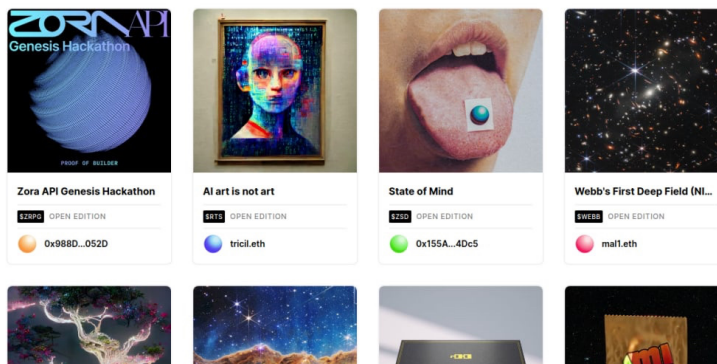 ZORA API
Genesis Hackathon
PROOF OF BUILDER
Zora API Genesis Hackathon
AI art is not art
State of Mind
Webb's First Deep Field (NI...
$ZRPG OPEN EDITION
$RTS OPEN EDITION
$ZSD OPEN EDITION
$WEBB OPEN EDITION
0x988D...052D
tricil.eth
0x155A...4Dc5
mal1.eth